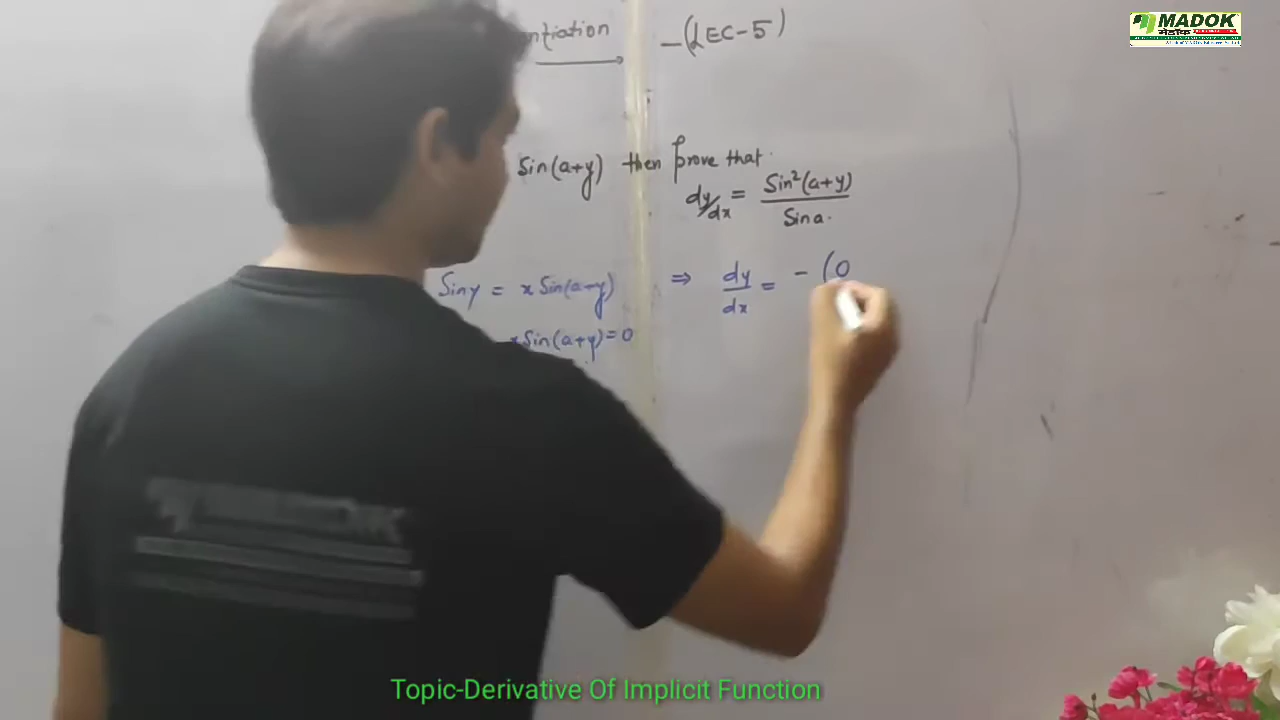 ntiation - (LEC-5)
MADOK
Sin(a+y) then prove that
dy/dx = Sin²(a+y)/Sin a.
Sin y = x Sin(a+y) ⇒ dy/dx = - (0
x Sin(a+y) = 0
Topic-Derivative Of Implicit Function